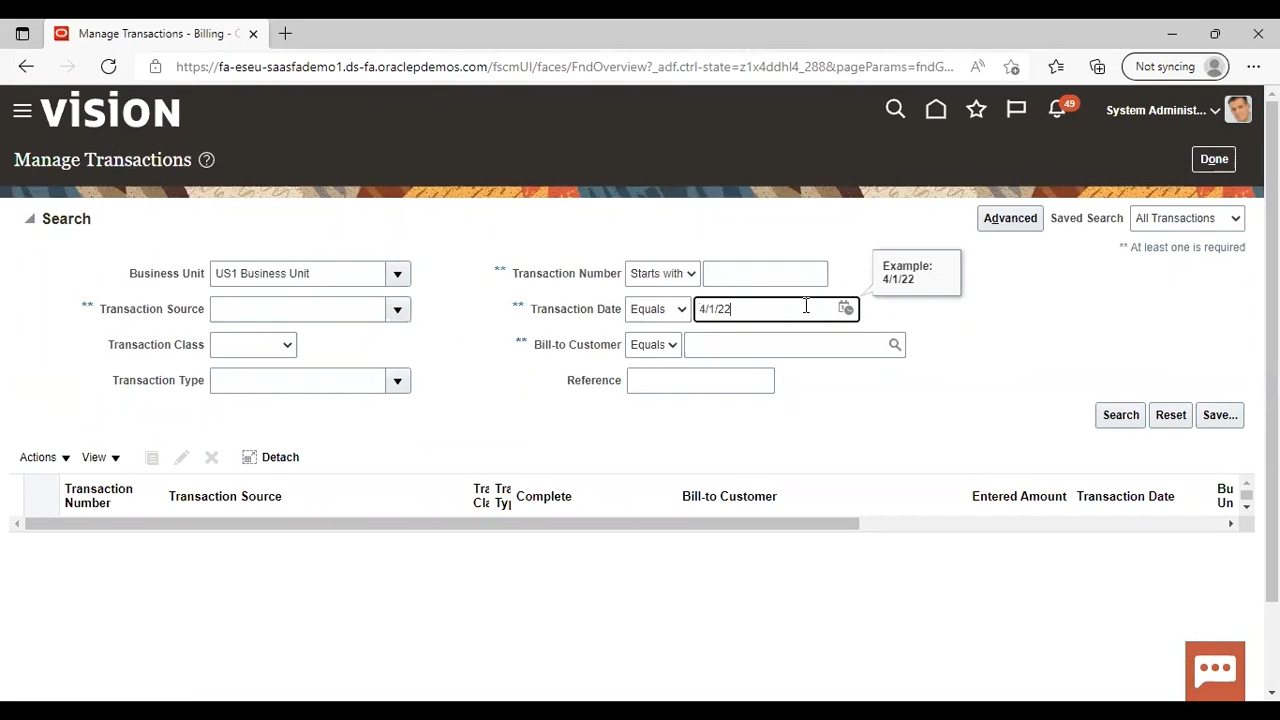 Manage Transactions - Billing - C
https://fa-eseu-saasfademo1.ds-fa.oraclepdemos.com/fscmUI/faces/FndOverview?_adf.ctrl-state=z1x4ddhl4_288&pageParams=fndG...
Not syncing
VISION
49
System Administ...
Manage Transactions
Done
Search
Advanced
Saved Search
All Transactions
** At least one is required
Business Unit
US1 Business Unit
** Transaction Number
Starts with
Example:
4/1/22
** Transaction Source
** Transaction Date
Equals
4/1/22
Transaction Class
** Bill-to Customer
Equals
Transaction Type
Reference
Search
Reset
Save...
Actions
View
Detach
Transaction
Number
Transaction Source
Tra
Cla
Tra
Typ
Complete
Bill-to Customer
Entered Amount
Transaction Date
Bu
Un